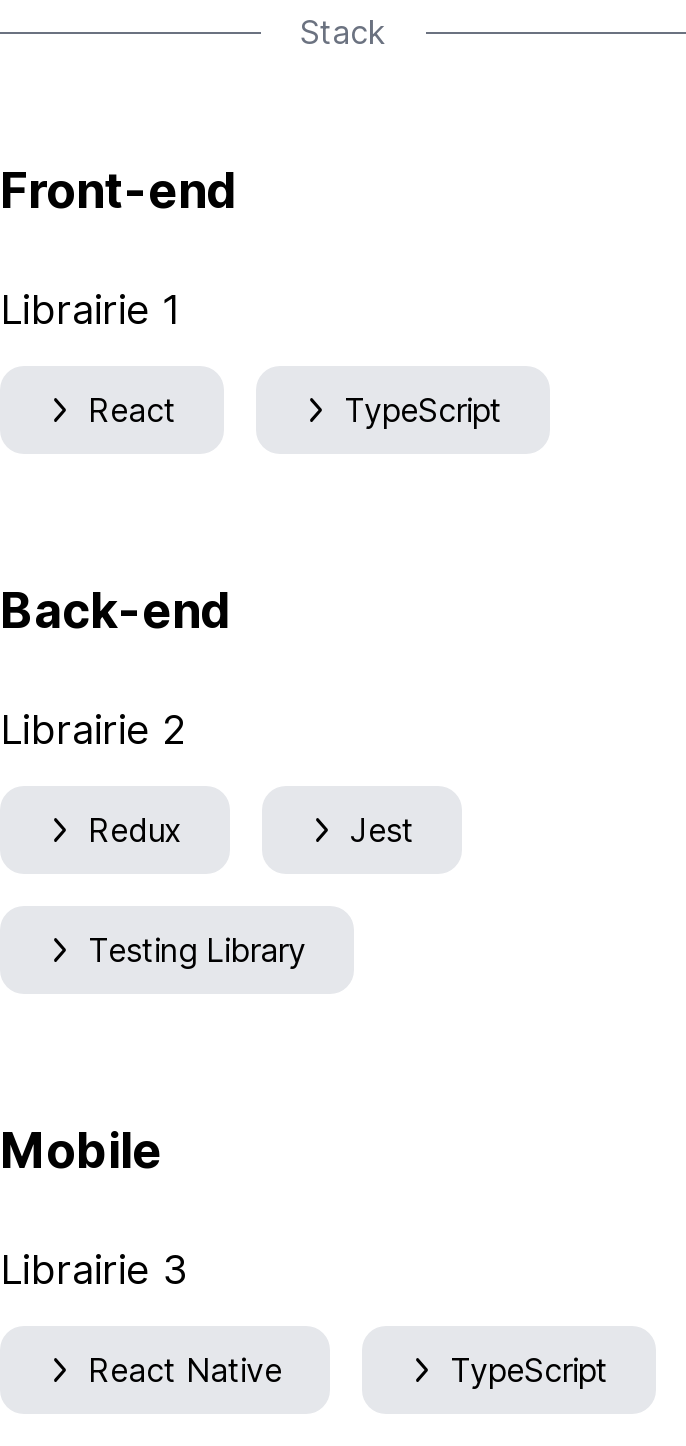 Stack
Front-end
Librairie 1
React TypeScript
Back-end
Librairie 2
Redux Jest
Testing Library
Mobile
Librairie 3
React Native TypeScript